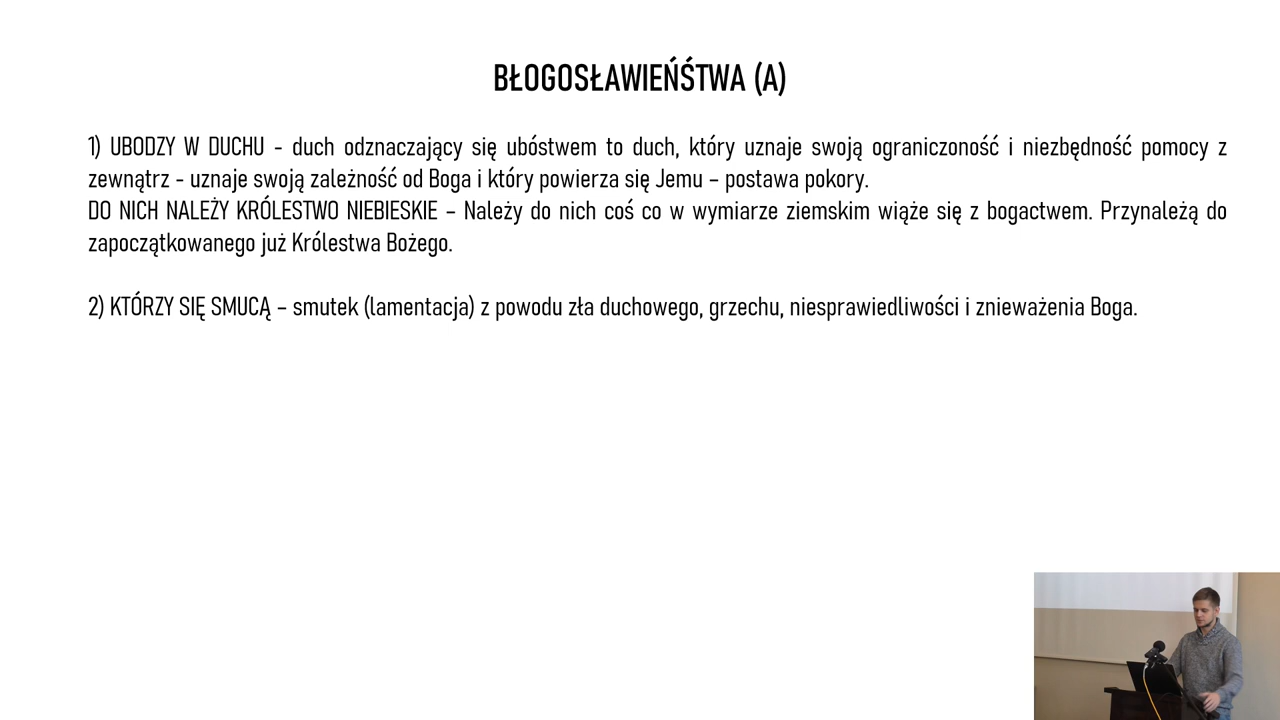 BŁOGOSŁAWIEŃŚTWA (A)
1) UBODZY W DUCHU - duch odznaczający się ubóstwem to duch, który uznaje swoją ograniczoność i niezbędność pomocy z
zewnątrz - uznaje swoją zależność od Boga i który powierza się Jemu – postawa pokory.
DO NICH NALEŻY KRÓLESTWO NIEBIESKIE – Należy do nich coś co w wymiarze ziemskim wiąże się z bogactwem. Przynależą do
zapoczątkowanego już Królestwa Bożego.
2) KTÓRZY SIĘ SMUCĄ – smutek (lamentacja) z powodu zła duchowego, grzechu, niesprawiedliwości i znieważenia Boga.